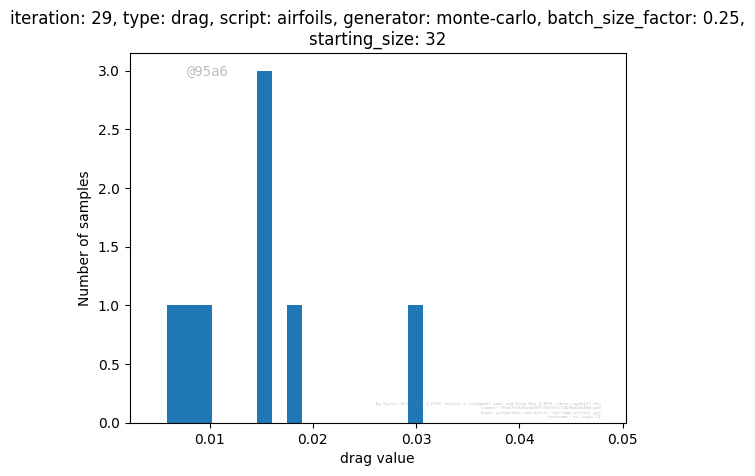 iteration: 29, type: drag, script: airfoils, generator: monte-carlo, batch_size_factor: 0.25,
starting_size: 32
@95a6
3.0
2.5
2.0
1.5
1.0
0.5
0.0
Number of samples
0.01
0.02
0.03
0.04
0.05
drag value